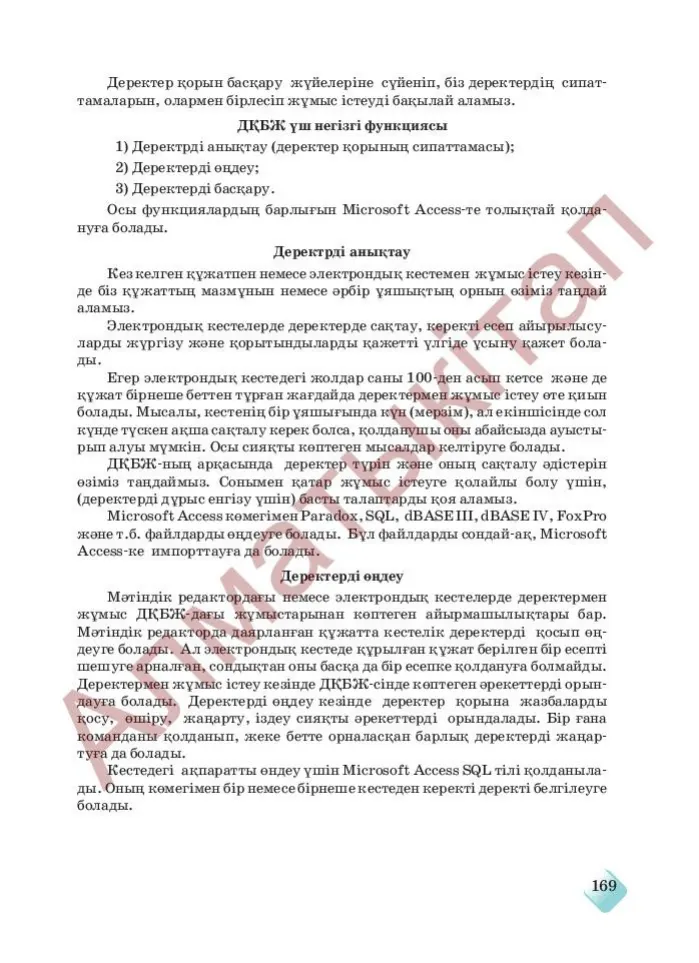 Деректер қорын басқару жүйелеріне сүйеніп, біз деректердің сипат-
тамаларын, олармен бірлесіп жұмыс істеуді бақылай аламыз.
ДҚБЖ үш негізгі функциясы
1) Деректрді анықтау (деректер қорының сипаттамасы);
2) Деректерді өңдеу;
3) Деректерді басқару.
Осы функциялардың барлығын Microsoft Access-те толықтай қолда-
нуға болады.
Деректрді анықтау
Кез келген құжатпен немесе электрондық кестемен жұмыс істеу кезін-
де біз құжаттың мазмұнын немесе әрбір ұяшықтың орнын өзіміз таңдай
аламыз.
Электрондық кестелерде деректерде сақтау, керекті есеп айырылысу-
ларды жүргізу және қорытындыларды қажетті үлгіде ұсыну қажет бола-
ды.
Егер электрондық кестедегі жолдар саны 100-ден асып кетсе және де
құжат бірнеше беттен тұрған жағдайда деректермен жұмыс істеу өте қиын
болады. Мысалы, кестенің бір ұяшығында күн (мерзім), ал екіншісінде сол
күнде түскен ақша сақталу керек болса, қолданушы оны абайсызда ауысты-
рып алуы мүмкін. Осы сияқты көптеген мысалдар келтіруге болады.
ДҚБЖ-ның арқасында деректер түрін және оның сақталу әдістерін
өзіміз таңдаймыз. Сонымен қатар жұмыс істеуге қолайлы болу үшін,
(деректерді дұрыс енгізу үшін) басты талаптарды қоя аламыз.
Microsoft Access көмегімен Paradox, SQL, dBASE III, dBASE IV, FoxPro
және т.б. файлдарды өңдеуге болады. Бұл файлдарды сондай-ақ, Microsoft
Access-ке импорттауға да болады.
Деректерді өңдеу
Мәтіндік редактордағы немесе электрондық кестелерде деректермен
жұмыс ДҚБЖ-дағы жұмыстарынан көптеген айырмашылықтары бар.
Мәтіндік редакторда даярланған құжатта кестелік деректерді қосып өң-
деуге болады. Ал электрондық кестеде құрылған құжат берілген бір есепті
шешуге арналған, сондықтан оны басқа да бір есепке қолдануға болмайды.
Деректермен жұмыс істеу кезінде ДҚБЖ-сінде көптеген әрекеттерді орын-
дауға болады. Деректерді өңдеу кезінде деректер қорына жазбаларды
қосу, өшіру, жаңарту, іздеу сияқты әрекеттерді орындалады. Бір ғана
команданы қолданып, жеке бетте орналасқан барлық деректерді жаңар-
туға да болады.
Кестедегі ақпаратты өңдеу үшін Microsoft Access SQL тілі қолданыла-
ды. Оның көмегімен бір немесе бірнеше кестеден керекті деректі белгілеуге
болады.
169
Алматыкітап